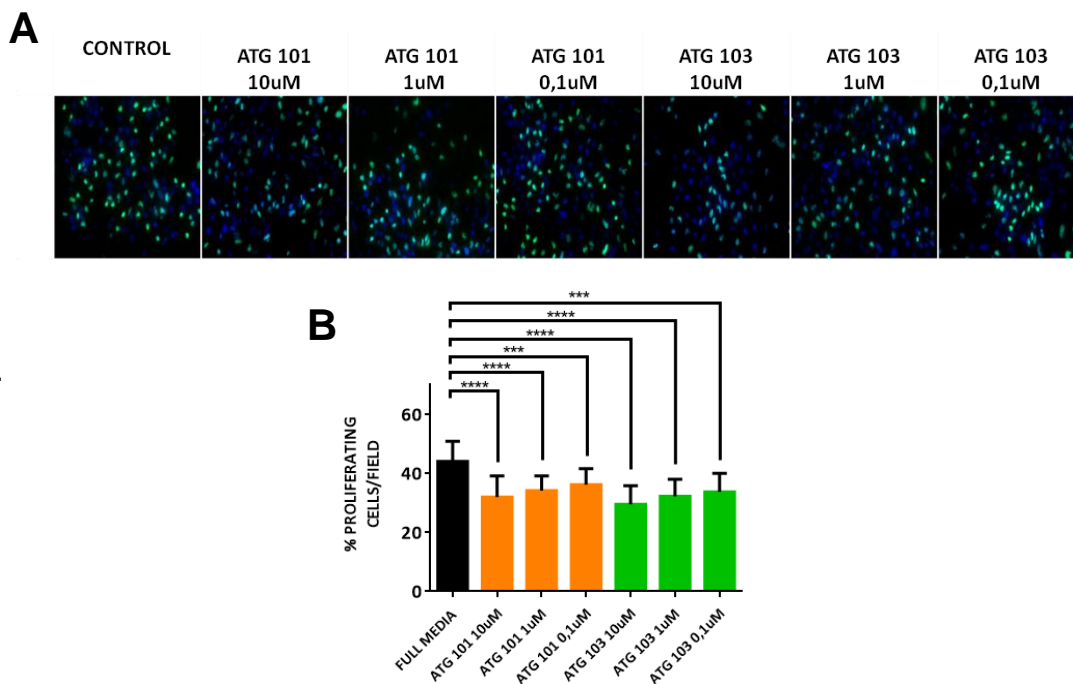 A
CONTROL
ATG 101
10uM
ATG 101
1uM
ATG 101
0,1uM
ATG 103
10uM
ATG 103
1uM
ATG 103
0,1uM
B
***
****
****
***
****
****
% PROLIFERATING
CELLS/FIELD
60
40
20
0
FULL MEDIA
ATG 101 10uM
ATG 101 1uM
ATG 101 0,1uM
ATG 103 10uM
ATG 103 1uM
ATG 103 0,1uM